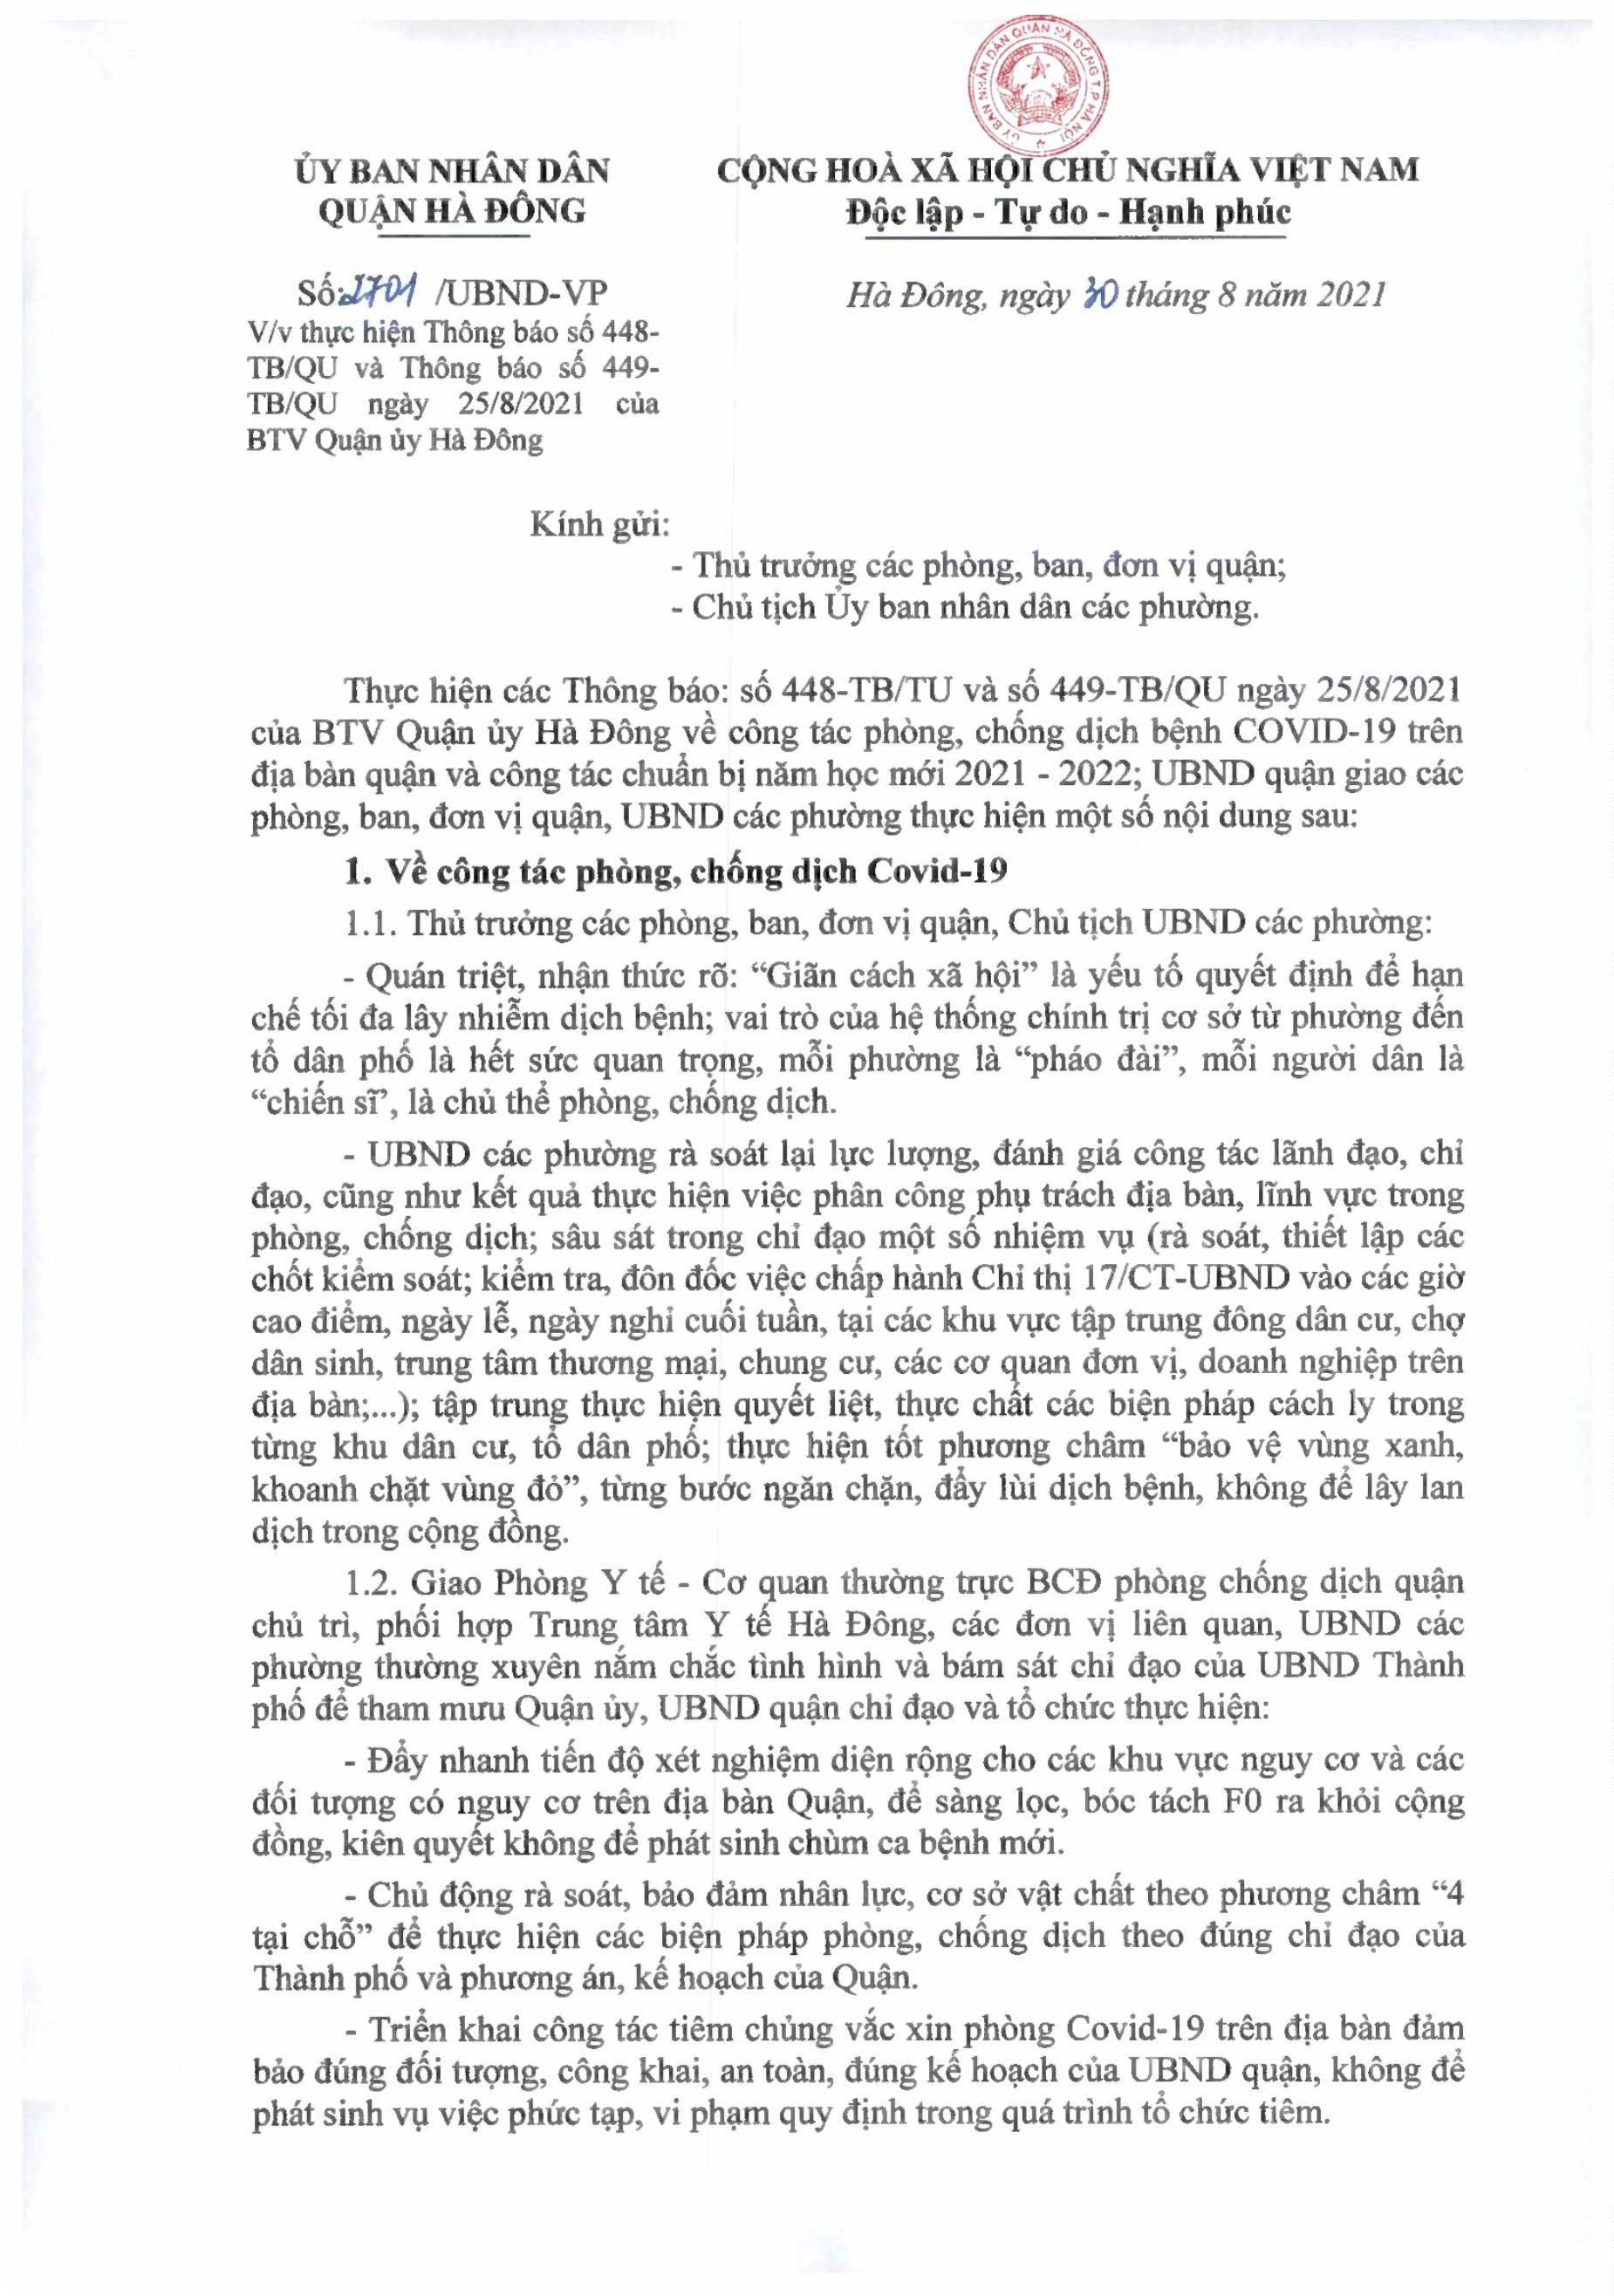 ỦY BAN NHÂN DÂN QUẬN HÀ ĐÔNG T.P HÀ NỘI
ỦY BAN NHÂN DÂN
QUẬN HÀ ĐÔNG
CỘNG HOÀ XÃ HỘI CHỦ NGHĨA VIỆT NAM
Độc lập - Tự do - Hạnh phúc
Số: 2701 /UBND-VP
V/v thực hiện Thông báo số 448-
TB/QU và Thông báo số 449-
TB/QU ngày 25/8/2021 của
BTV Quận ủy Hà Đông
Hà Đông, ngày 30 tháng 8 năm 2021
Kính gửi:
- Thủ trưởng các phòng, ban, đơn vị quận;
- Chủ tịch Ủy ban nhân dân các phường.
Thực hiện các Thông báo: số 448-TB/TU và số 449-TB/QU ngày 25/8/2021
của BTV Quận ủy Hà Đông về công tác phòng, chống dịch bệnh COVID-19 trên
địa bàn quận và công tác chuẩn bị năm học mới 2021 - 2022; UBND quận giao các
phòng, ban, đơn vị quận, UBND các phường thực hiện một số nội dung sau:
1. Về công tác phòng, chống dịch Covid-19
1.1. Thủ trưởng các phòng, ban, đơn vị quận, Chủ tịch UBND các phường:
- Quán triệt, nhận thức rõ: “Giãn cách xã hội” là yếu tố quyết định để hạn
chế tối đa lây nhiễm dịch bệnh; vai trò của hệ thống chính trị cơ sở từ phường đến
tổ dân phố là hết sức quan trọng, mỗi phường là “pháo đài”, mỗi người dân là
“chiến sĩ”, là chủ thể phòng, chống dịch.
- UBND các phường rà soát lại lực lượng, đánh giá công tác lãnh đạo, chỉ
đạo, cũng như kết quả thực hiện việc phân công phụ trách địa bàn, lĩnh vực trong
phòng, chống dịch; sâu sát trong chỉ đạo một số nhiệm vụ (rà soát, thiết lập các
chốt kiểm soát; kiểm tra, đôn đốc việc chấp hành Chỉ thị 17/CT-UBND vào các giờ
cao điểm, ngày lễ, ngày nghỉ cuối tuần, tại các khu vực tập trung đông dân cư, chợ
dân sinh, trung tâm thương mại, chung cư, các cơ quan đơn vị, doanh nghiệp trên
địa bàn;...); tập trung thực hiện quyết liệt, thực chất các biện pháp cách ly trong
từng khu dân cư, tổ dân phố; thực hiện tốt phương châm “bảo vệ vùng xanh,
khoanh chặt vùng đỏ”, từng bước ngăn chặn, đẩy lùi dịch bệnh, không để lây lan
dịch trong cộng đồng.
1.2. Giao Phòng Y tế - Cơ quan thường trực BCĐ phòng chống dịch quận
chủ trì, phối hợp Trung tâm Y tế Hà Đông, các đơn vị liên quan, UBND các
phường thường xuyên nắm chắc tình hình và bám sát chỉ đạo của UBND Thành
phố để tham mưu Quận ủy, UBND quận chỉ đạo và tổ chức thực hiện:
- Đẩy nhanh tiến độ xét nghiệm diện rộng cho các khu vực nguy cơ và các
đối tượng có nguy cơ trên địa bàn Quận, để sàng lọc, bóc tách F0 ra khỏi cộng
đồng, kiên quyết không để phát sinh chùm ca bệnh mới.
- Chủ động rà soát, bảo đảm nhân lực, cơ sở vật chất theo phương châm “4
tại chỗ” để thực hiện các biện pháp phòng, chống dịch theo đúng chỉ đạo của
Thành phố và phương án, kế hoạch của Quận.
- Triển khai công tác tiêm chủng vắc xin phòng Covid-19 trên địa bàn đảm
bảo đúng đối tượng, công khai, an toàn, đúng kế hoạch của UBND quận, không để
phát sinh vụ việc phức tạp, vi phạm quy định trong quá trình tổ chức tiêm.